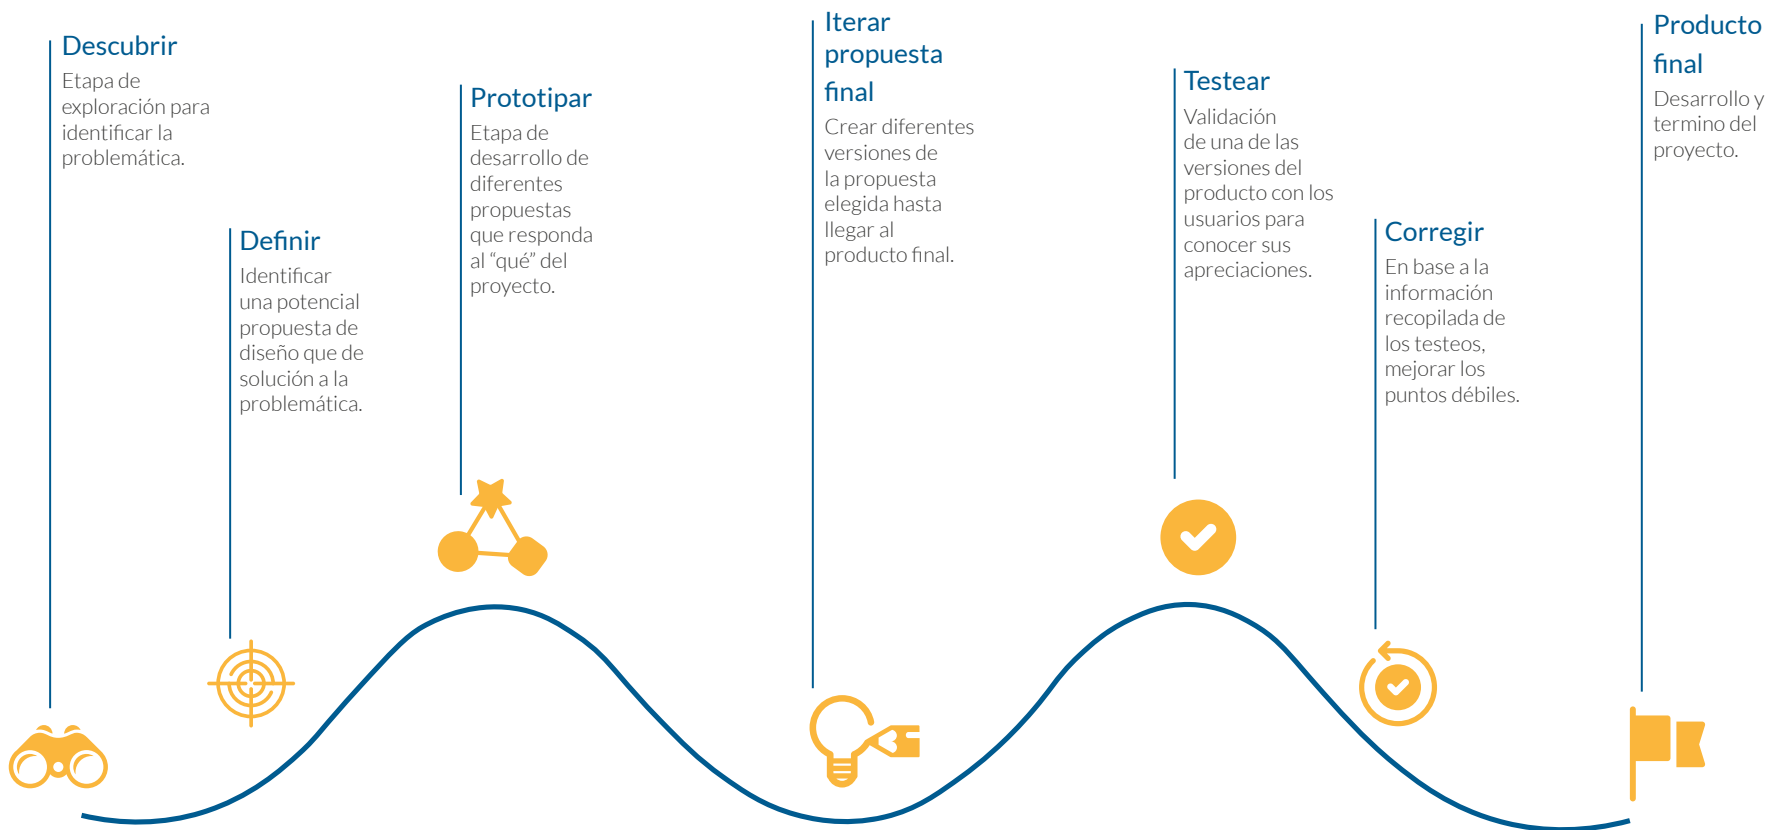 Descubrir
Etapa de
exploración para
identificar la
problemática.
Definir
Identificar
una potencial
propuesta de
diseño que de
solución a la
problemática.
Prototipar
Etapa de
desarrollo de
diferentes
propuestas
que responda
al “qué” del
proyecto.
Iterar
propuesta
final
Crear diferentes
versiones de
la propuesta
elegida hasta
llegar al
producto final.
Testear
Validación
de una de las
versiones del
producto con los
usuarios para
conocer sus
apreciaciones.
Corregir
En base a la
información
recopilada de
los testeos,
mejorar los
puntos débiles.
Producto
final
Desarrollo y
termino del
proyecto.